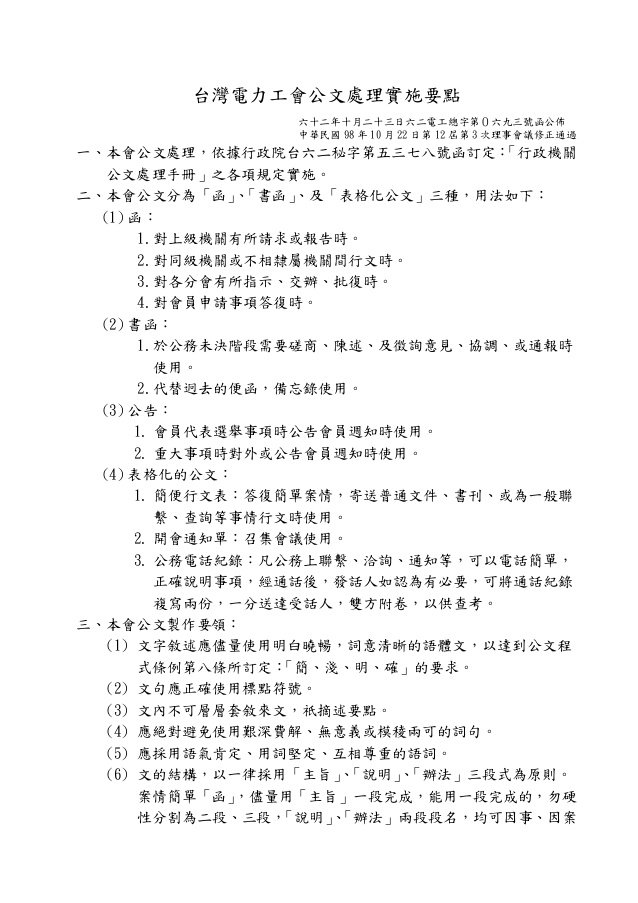 台灣電力工會公文處理實施要點
六十二年十月二十三日六二電工總字第０六九三號函公佈
中華民國 98 年 10 月 22 日第 12 屆第 3 次理事會議修正通過
一、本會公文處理，依據行政院台六二秘字第五三七八號函訂定：「行政機關
公文處理手冊」之各項規定實施。
二、本會公文分為「函」、「書函」、及「表格化公文」三種，用法如下：
(1)函：
1.對上級機關有所請求或報告時。
2.對同級機關或不相隸屬機關間行文時。
3.對各分會有所指示、交辦、批復時。
4.對會員申請事項答復時。
(2)書函：
1.於公務未決階段需要磋商、陳述、及徵詢意見、協調、或通報時
使用。
2.代替迥去的便函，備忘錄使用。
(3)公告：
1. 會員代表選舉事項時公告會員週知時使用。
2. 重大事項時對外或公告會員週知時使用。
(4)表格化的公文：
1. 簡便行文表：答復簡單案情，寄送普通文件、書刊、或為一般聯
繫、查詢等事情行文時使用。
2. 開會通知單：召集會議使用。
3. 公務電話紀錄：凡公務上聯繫、洽詢、通知等，可以電話簡單，
正確說明事項，經通話後，發話人如認為有必要，可將通話紀錄
複寫兩份，一分送達受話人，雙方附卷，以供查考。
三、本會公文製作要領：
(1) 文字敘述應儘量使用明白曉暢，詞意清晰的語體文，以達到公文程
式條例第八條所訂定：「簡、淺、明、確」的要求。
(2) 文句應正確使用標點符號。
(3) 文內不可層層套敘來文，祇摘述要點。
(4) 應絕對避免使用艱深費解、無意義或模稜兩可的詞句。
(5) 應採用語氣肯定、用詞堅定、互相尊重的語詞。
(6) 文的結構，以一律採用「主旨」、「說明」、「辦法」三段式為原則。
案情簡單「函」，儘量用「主旨」一段完成，能用一段完成的，勿硬
性分割為二段、三段，「說明」、「辦法」兩段段名，均可因事、因案